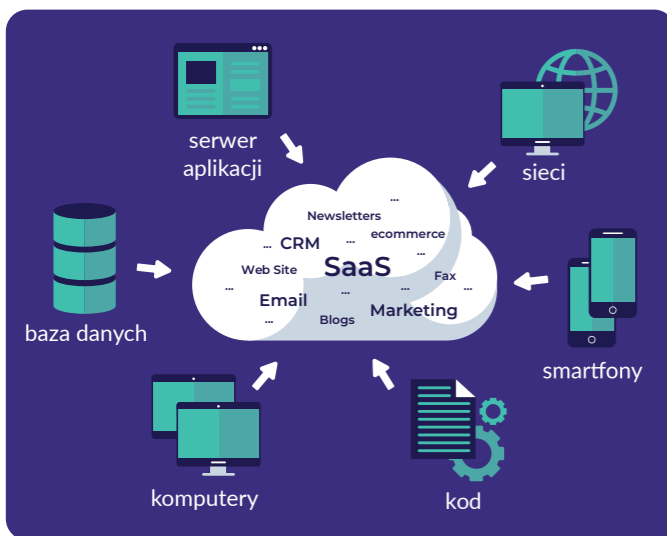 serwer
aplikacji
sieci
...
Newsletters
ecommerce
...
CRM
...
...
Web Site
SaaS
Fax
...
...
...
...
Email
Marketing
...
Blogs
baza danych
smartfony
komputery
kod